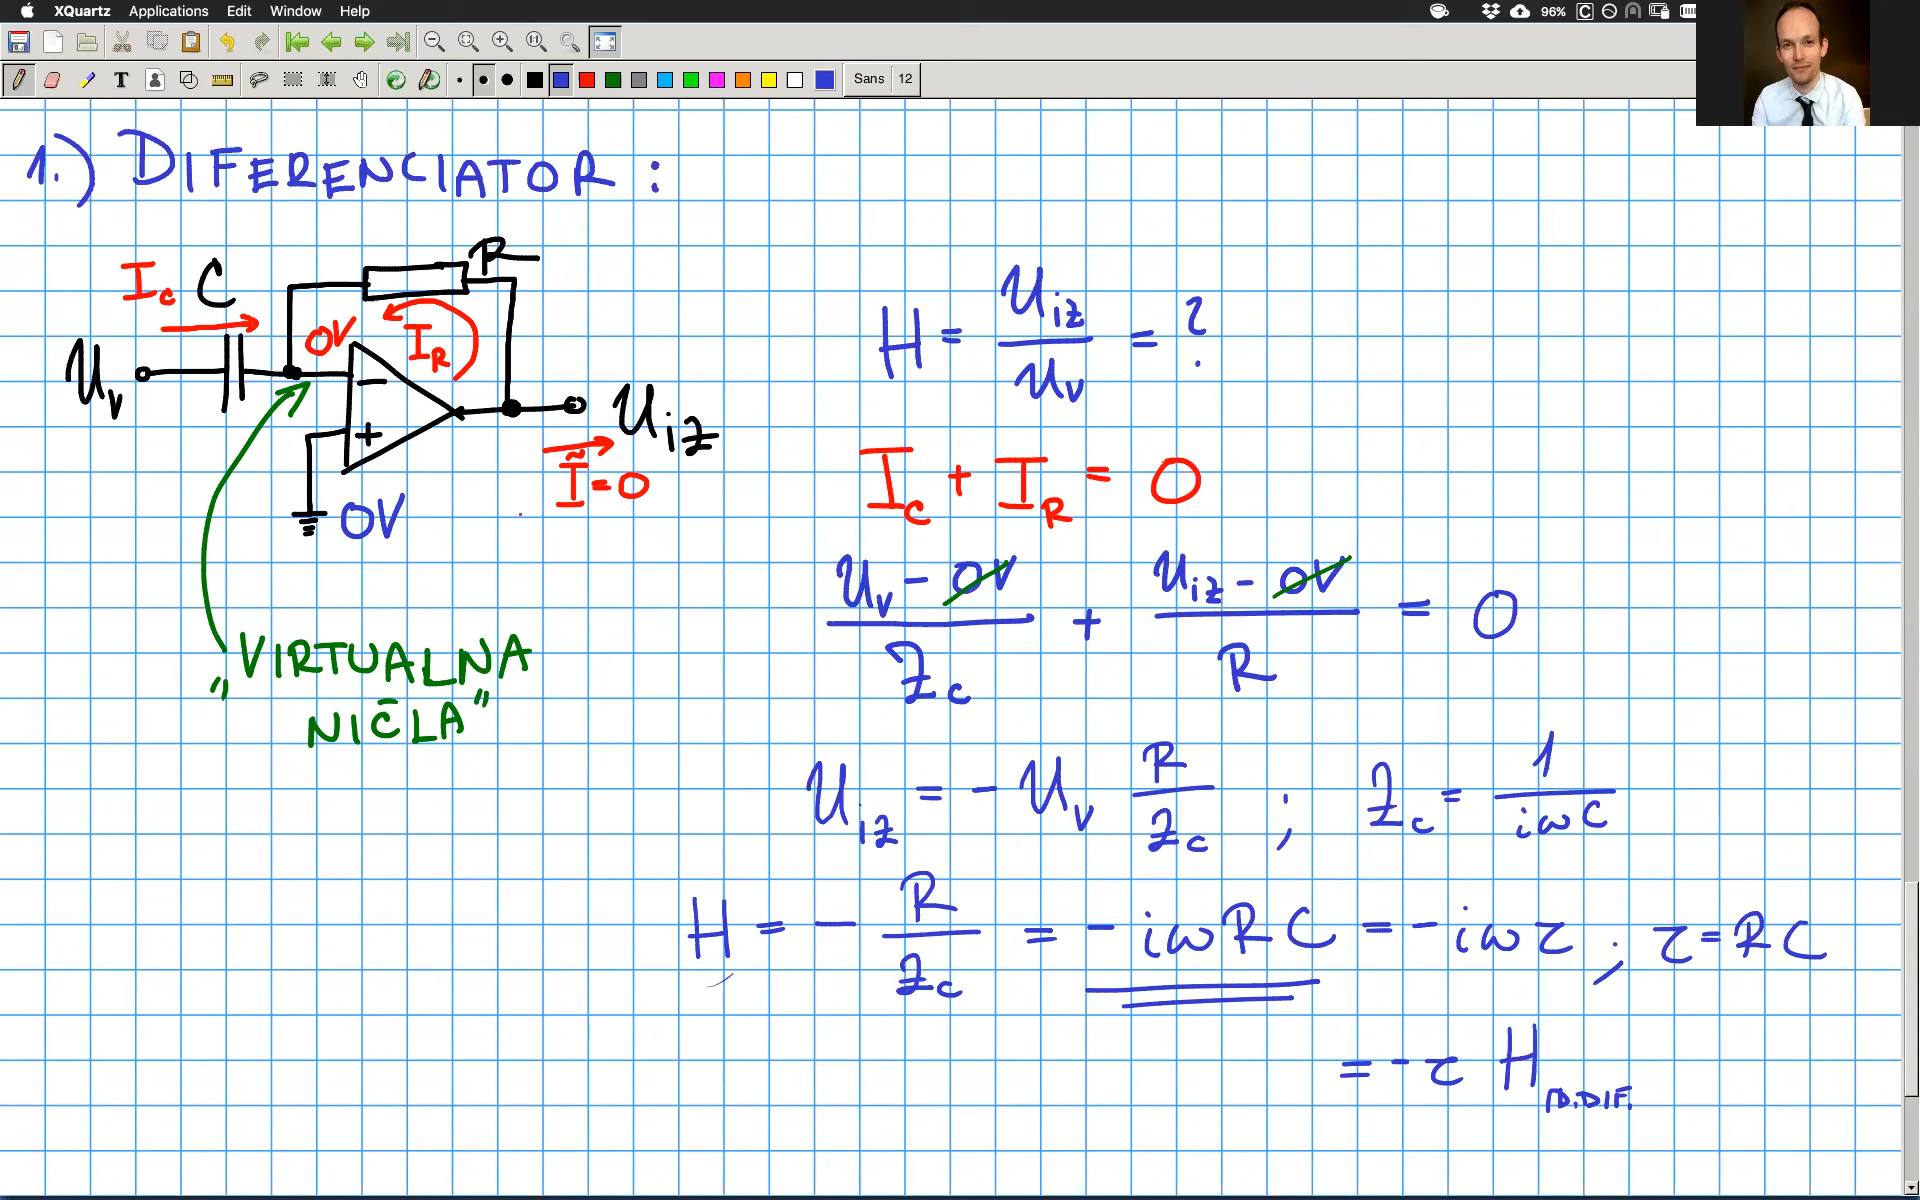 XQuartz Applications Edit Window Help
96%
Sans 12
1.) DIFERENCIATOR :
I_C C
R
0V
I_R
U_v
- +
U_iz
Ĩ = 0
0V
"VIRTUALNA
NIČLA"
H = U_iz / U_v = ?
I_C + I_R = 0
(U_v - 0V) / Z_C + (U_iz - 0V) / R = 0
U_iz = - U_v R / Z_C ; Z_C = 1 / iωC
H = - R / Z_C = - iωRC = - iωτ ; τ = RC
= - τ H_ID.DIF.